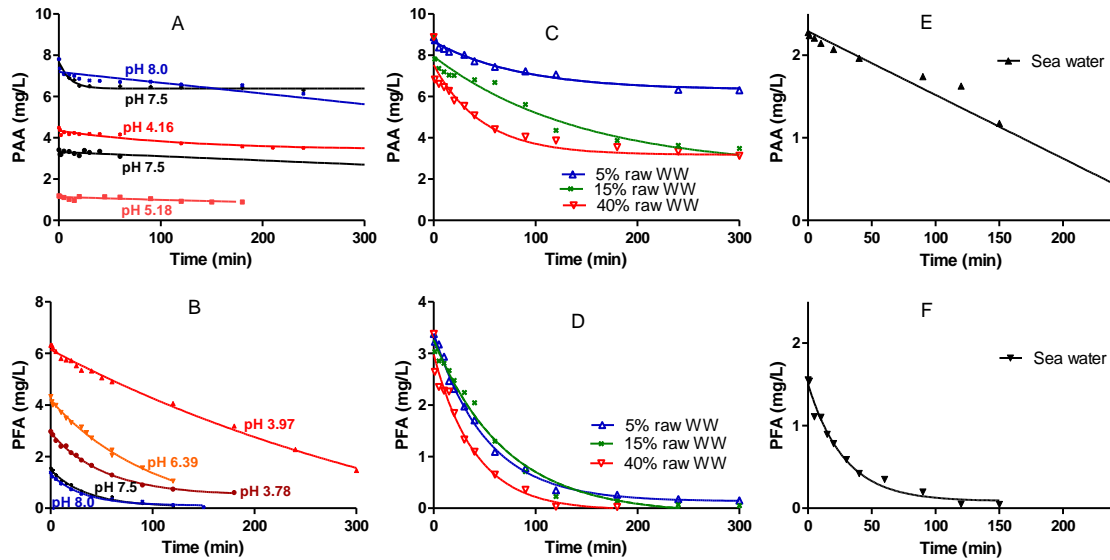 A
PAA (mg/L)
10
8
6
4
2
0
pH 8.0
pH 7.5
pH 4.16
pH 7.5
pH 5.18
0 100 200 300
Time (min)
C
PAA (mg/L)
10
8
6
4
2
0
5% raw WW
15% raw WW
40% raw WW
0 100 200 300
Time (min)
E
PAA (mg/L)
2
1
0
Sea water
0 50 100 150 200
Time (min)
B
PFA (mg/L)
8
6
4
2
0
pH 3.97
pH 6.39
pH 3.78
pH 7.5
pH 8.0
0 100 200 300
Time (min)
D
PFA (mg/L)
4
3
2
1
0
5% raw WW
15% raw WW
40% raw WW
0 100 200 300
Time (min)
F
PFA (mg/L)
2
1
0
Sea water
0 50 100 150 200
Time (min)